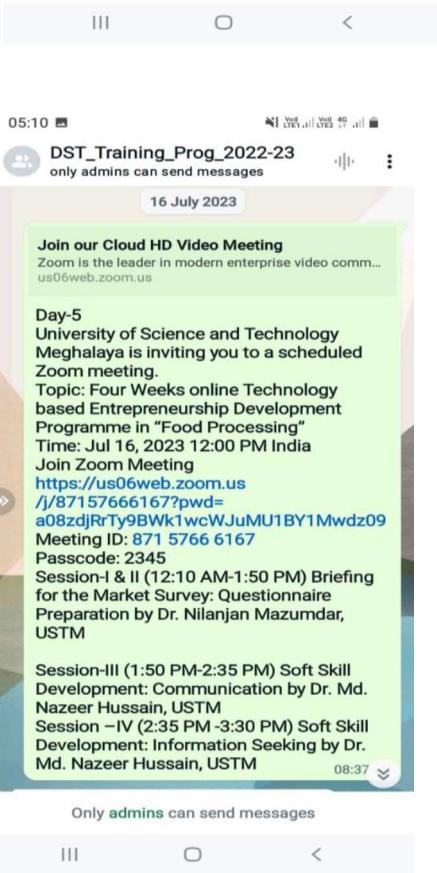 05:10
DST_Training_Prog_2022-23
only admins can send messages
16 July 2023
Join our Cloud HD Video Meeting
Zoom is the leader in modern enterprise video comm...
us06web.zoom.us
Day-5
University of Science and Technology
Meghalaya is inviting you to a scheduled
Zoom meeting.
Topic: Four Weeks online Technology
based Entrepreneurship Development
Programme in “Food Processing”
Time: Jul 16, 2023 12:00 PM India
Join Zoom Meeting
https://us06web.zoom.us
/j/87157666167?pwd=
a08zdjRrTy9BWk1wcWJuMU1BY1Mwdz09
Meeting ID: 871 5766 6167
Passcode: 2345
Session-I & II (12:10 AM-1:50 PM) Briefing
for the Market Survey: Questionnaire
Preparation by Dr. Nilanjan Mazumdar,
USTM
Session-III (1:50 PM-2:35 PM) Soft Skill
Development: Communication by Dr. Md.
Nazeer Hussain, USTM
Session –IV (2:35 PM -3:30 PM) Soft Skill
Development: Information Seeking by Dr.
Md. Nazeer Hussain, USTM
08:37
Only admins can send messages